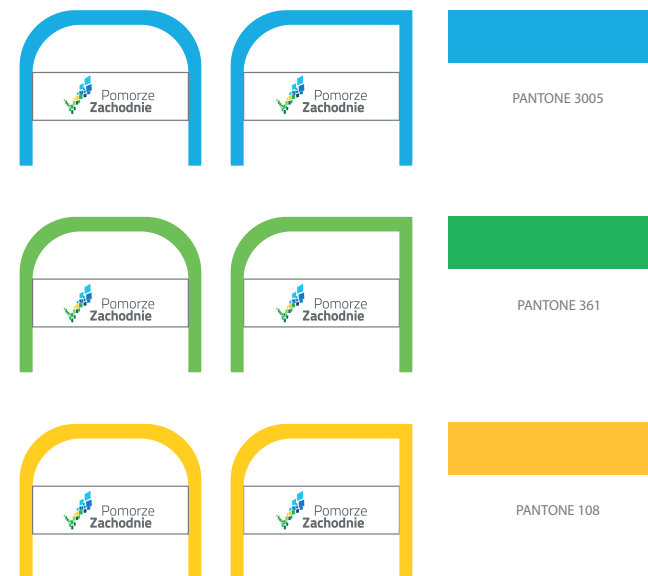 Pomorze
Zachodnie
Pomorze
Zachodnie
PANTONE 3005
Pomorze
Zachodnie
Pomorze
Zachodnie
PANTONE 361
Pomorze
Zachodnie
Pomorze
Zachodnie
PANTONE 108